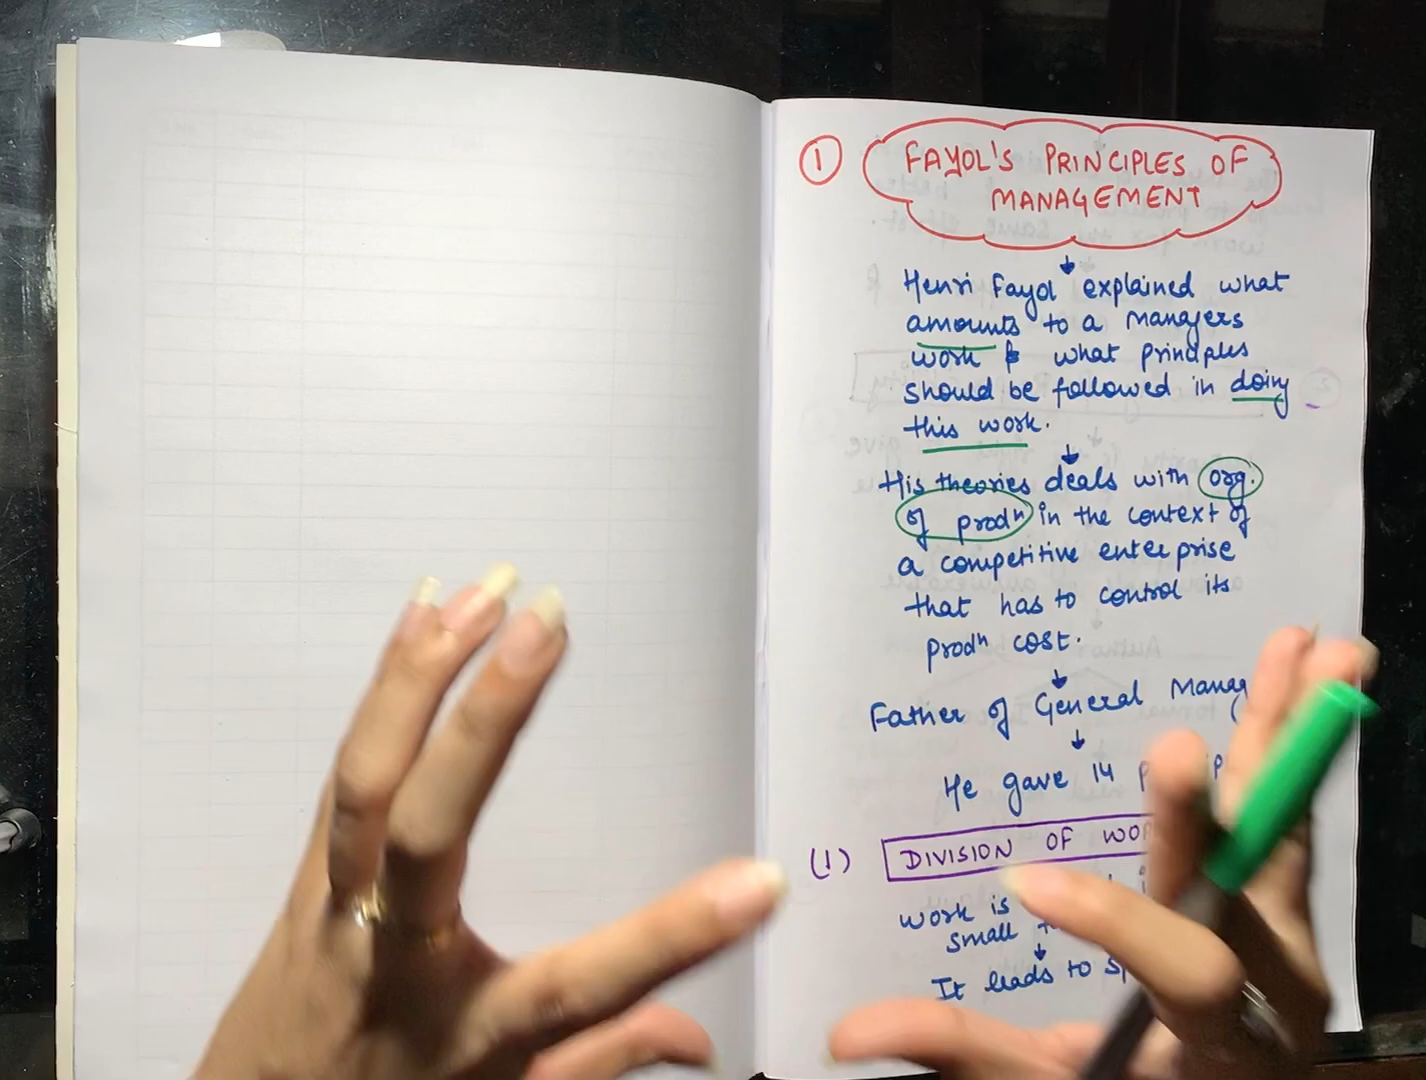 1
FAYOL'S PRINCIPLES OF
MANAGEMENT
Henri Fayol explained what
amounts to a managers
work & what principles
should be followed in doing
this work.
His theories deals with org.
of prodn in the context of
a competitive enterprise
that has to control its
prodn cost.
Father of General Manag
He gave 14 p
(1) DIVISION OF WOR
work is
small
It leads to sp